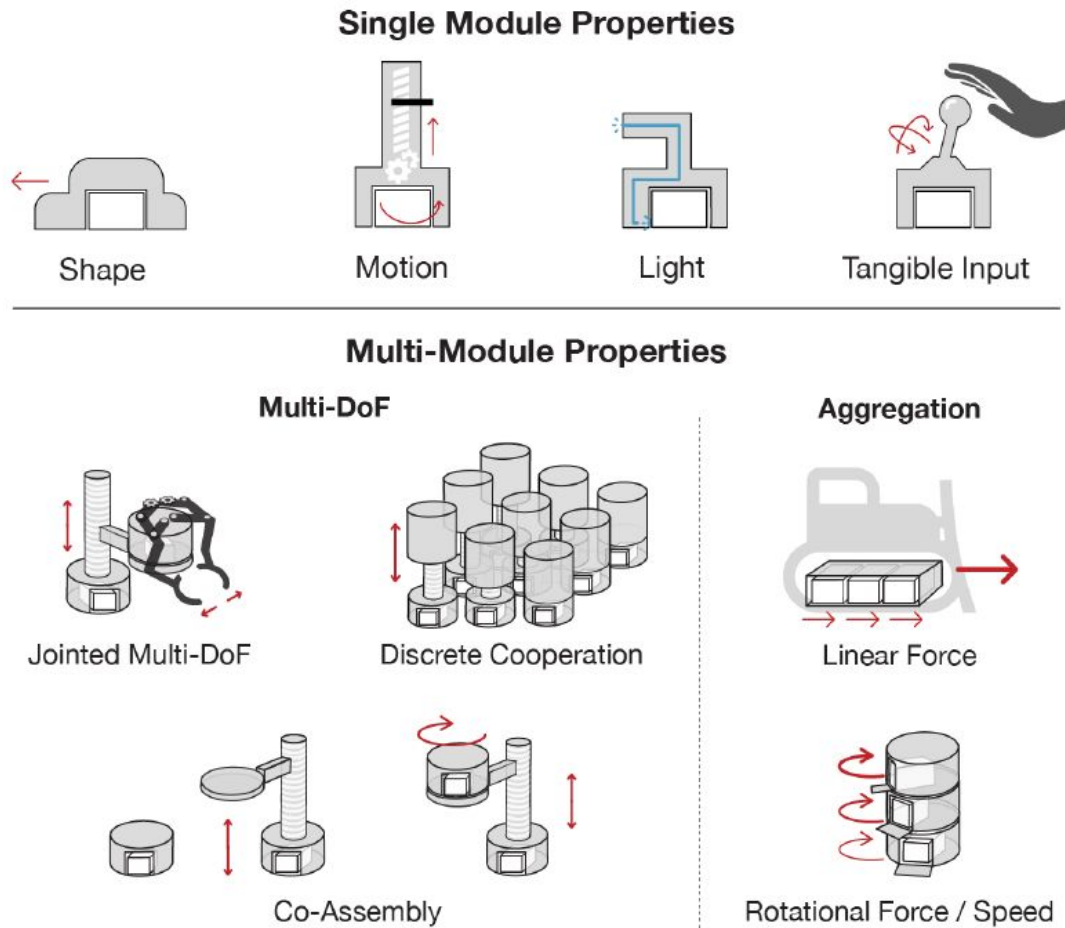 Single Module Properties
Shape
Motion
Light
Tangible Input
Multi-Module Properties
Multi-DoF
Aggregation
Jointed Multi-DoF
Discrete Cooperation
Linear Force
Co-Assembly
Rotational Force / Speed